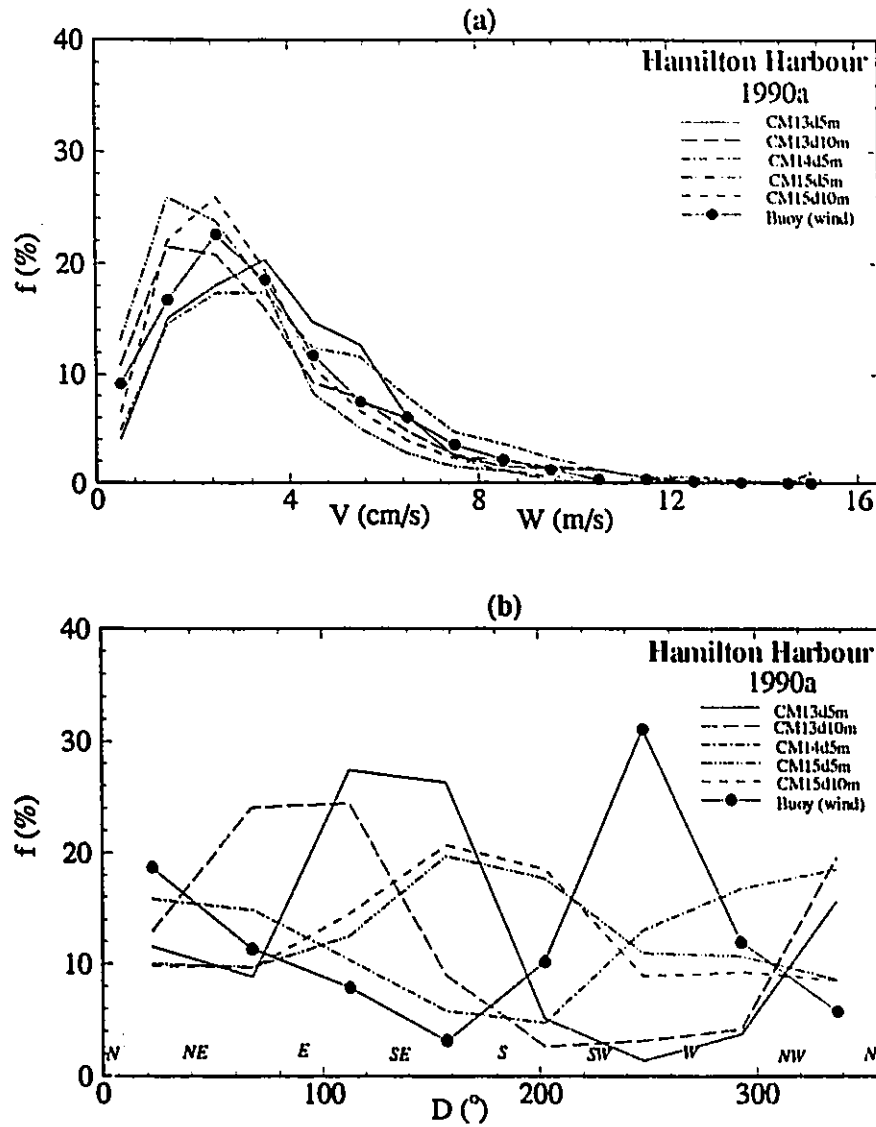 (a)
40
30
20
10
0
f (%)
Hamilton Harbour
1990a
CM13d5m
CM13d10m
CM14d5m
CM15d5m
CM15d10m
Buoy (wind)
0 4 8 12 16
V (cm/s) W (m/s)
(b)
40
30
20
10
0
f (%)
Hamilton Harbour
1990a
CM13d5m
CM13d10m
CM14d5m
CM15d5m
CM15d10m
Buoy (wind)
N NE E SE S SW W NW N
0 100 200 300
D (°)